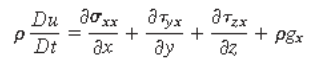 ρ Du/Dt = ∂σxx/∂x + ∂τyx/∂y + ∂τzx/∂z + ρgx